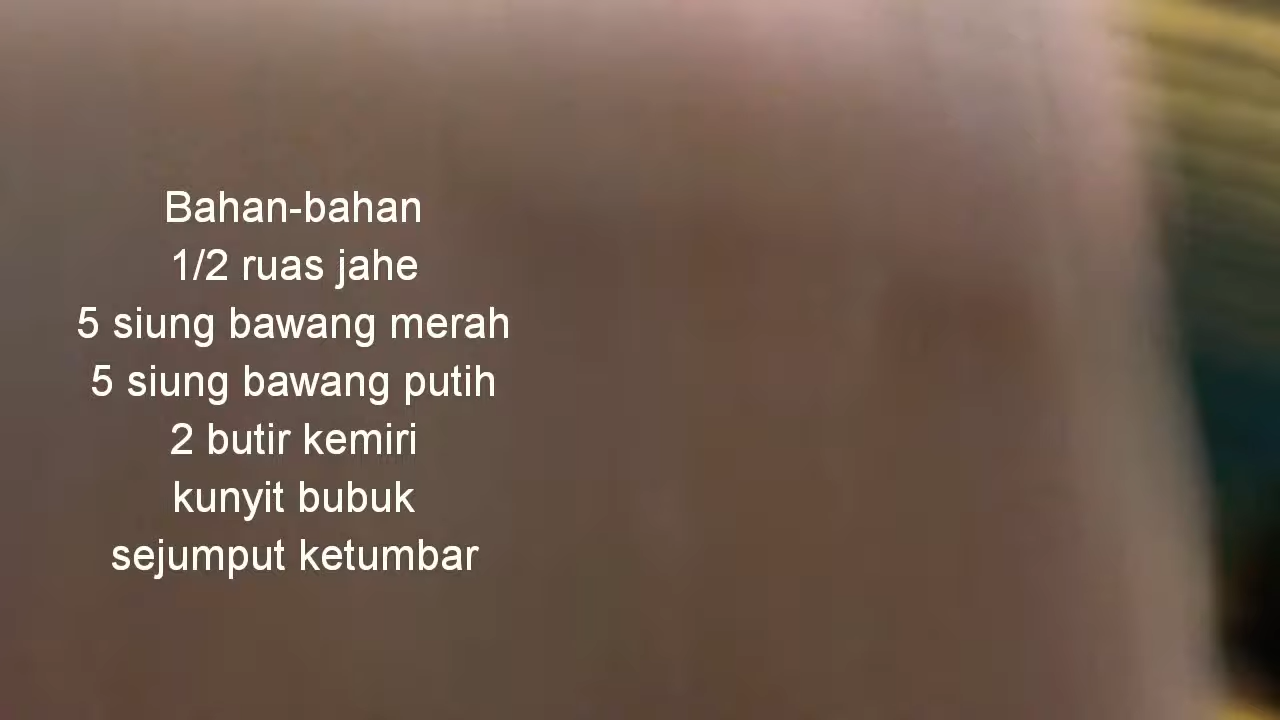 Bahan-bahan
1/2 ruas jahe
5 siung bawang merah
5 siung bawang putih
2 butir kemiri
kunyit bubuk
sejumput ketumbar